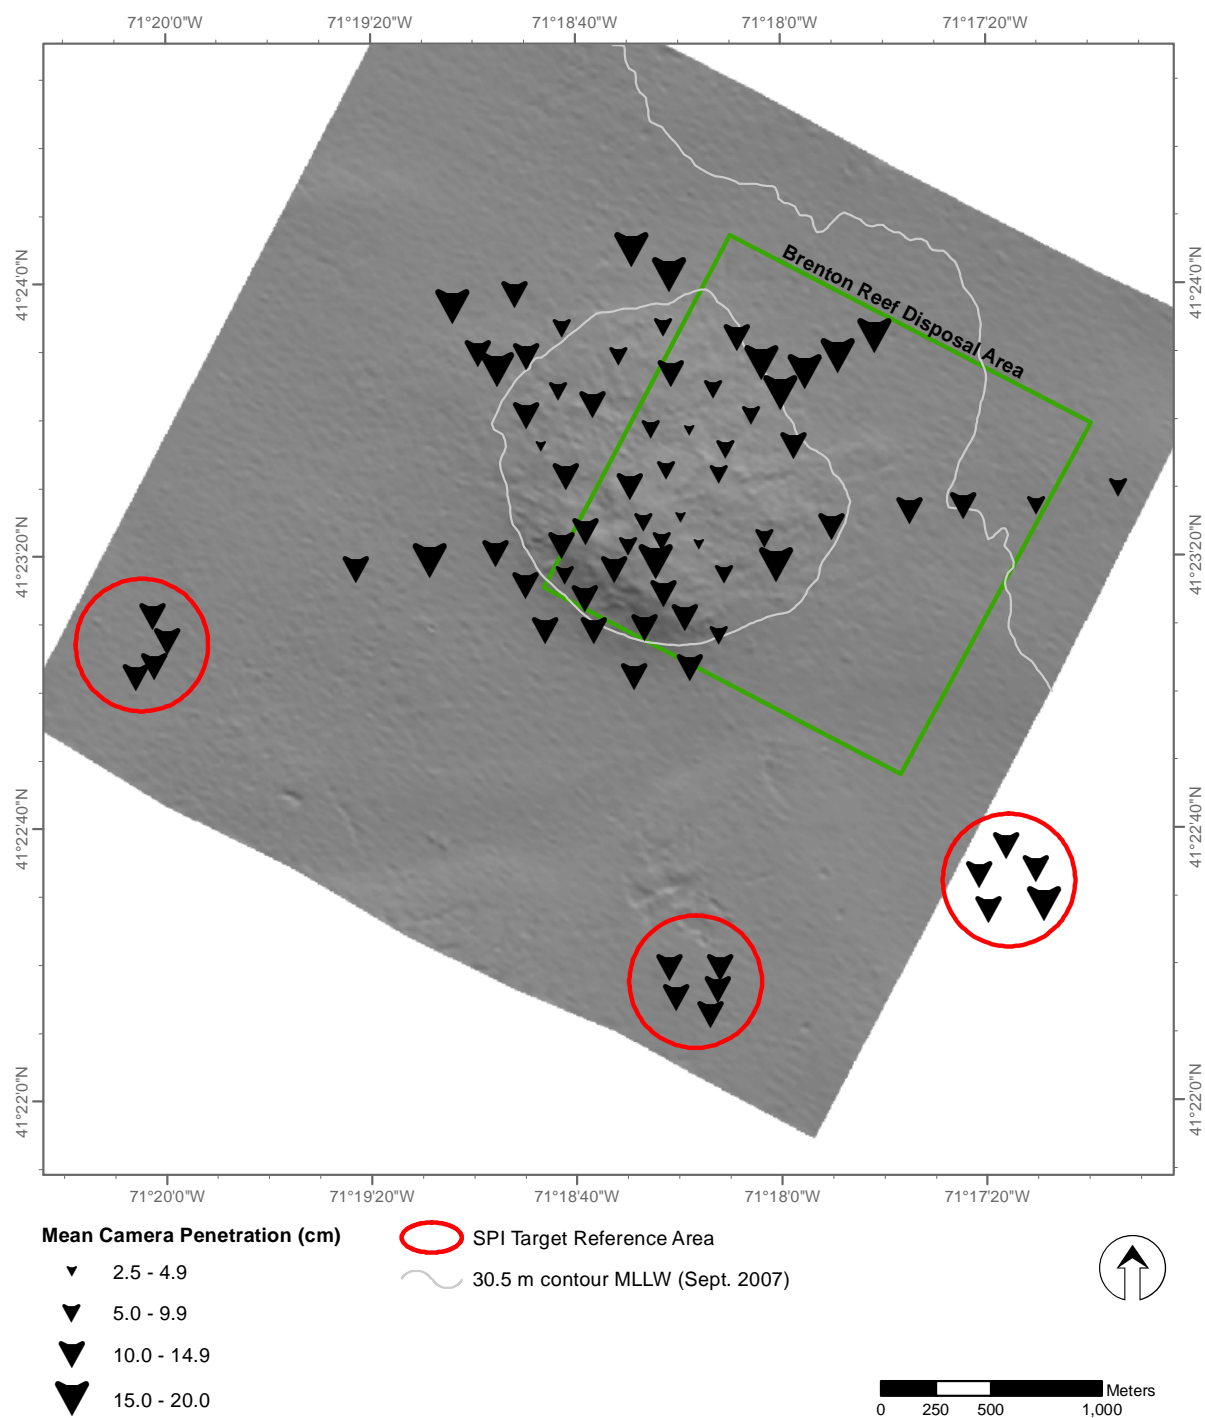 71°20'0"W 71°19'20"W 71°18'40"W 71°18'0"W 71°17'20"W
41°24'0"N 41°24'0"N
Brenton Reef Disposal Area
41°23'20"N 41°23'20"N
41°22'40"N 41°22'40"N
41°22'0"N 41°22'0"N
71°20'0"W 71°19'20"W 71°18'40"W 71°18'0"W 71°17'20"W
Mean Camera Penetration (cm)
2.5 - 4.9
5.0 - 9.9
10.0 - 14.9
15.0 - 20.0
SPI Target Reference Area
30.5 m contour MLLW (Sept. 2007)
Meters
0 250 500 1,000